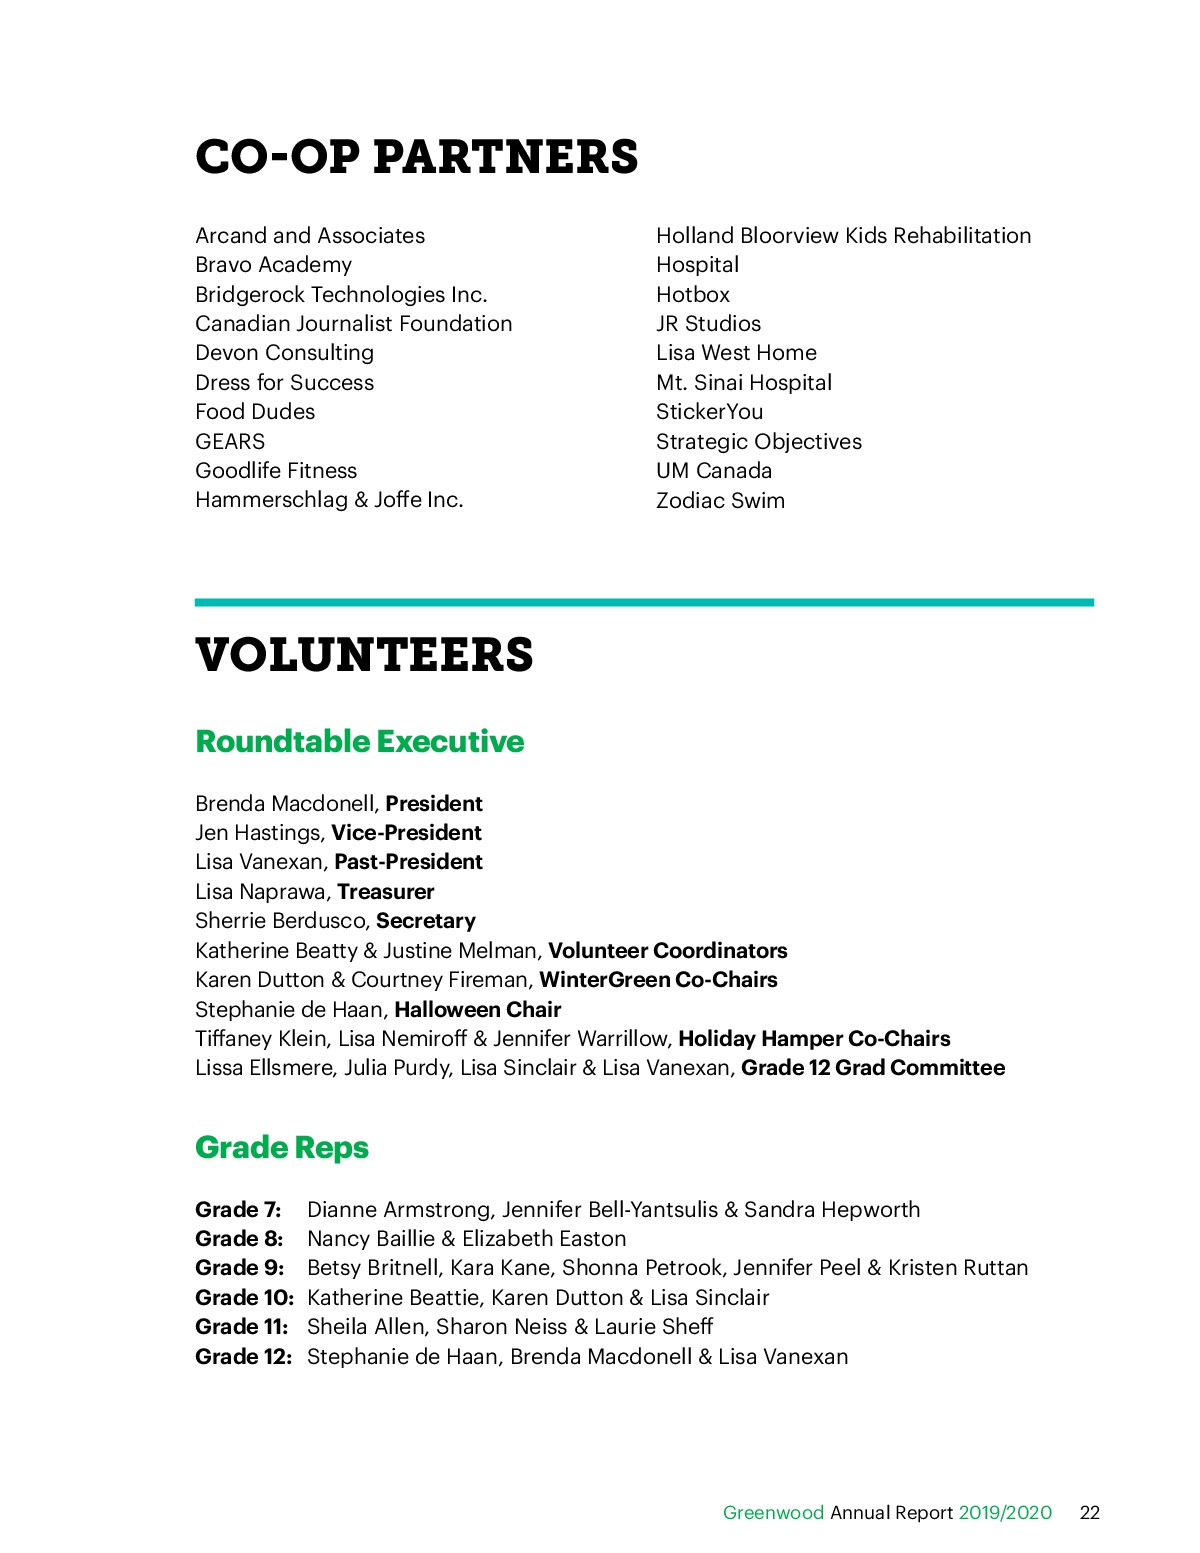 CO-OP PARTNERS
Arcand and Associates
Bravo Academy
Bridgerock Technologies Inc.
Canadian Journalist Foundation
Devon Consulting
Dress for Success
Food Dudes
GEARS
Goodlife Fitness
Hammerschlag & Joffe Inc.
Holland Bloorview Kids Rehabilitation
Hospital
Hotbox
JR Studios
Lisa West Home
Mt. Sinai Hospital
StickerYou
Strategic Objectives
UM Canada
Zodiac Swim
VOLUNTEERS
Roundtable Executive
Brenda Macdonell, President
Jen Hastings, Vice-President
Lisa Vanexan, Past-President
Lisa Naprawa, Treasurer
Sherrie Berdusco, Secretary
Katherine Beatty & Justine Melman, Volunteer Coordinators
Karen Dutton & Courtney Fireman, WinterGreen Co-Chairs
Stephanie de Haan, Halloween Chair
Tiffaney Klein, Lisa Nemiroff & Jennifer Warrillow, Holiday Hamper Co-Chairs
Lissa Ellsmere, Julia Purdy, Lisa Sinclair & Lisa Vanexan, Grade 12 Grad Committee
Grade Reps
Grade 7: Dianne Armstrong, Jennifer Bell-Yantsulis & Sandra Hepworth
Grade 8: Nancy Baillie & Elizabeth Easton
Grade 9: Betsy Britnell, Kara Kane, Shonna Petrook, Jennifer Peel & Kristen Ruttan
Grade 10: Katherine Beattie, Karen Dutton & Lisa Sinclair
Grade 11: Sheila Allen, Sharon Neiss & Laurie Sheff
Grade 12: Stephanie de Haan, Brenda Macdonell & Lisa Vanexan
Greenwood Annual Report 2019/2020 22